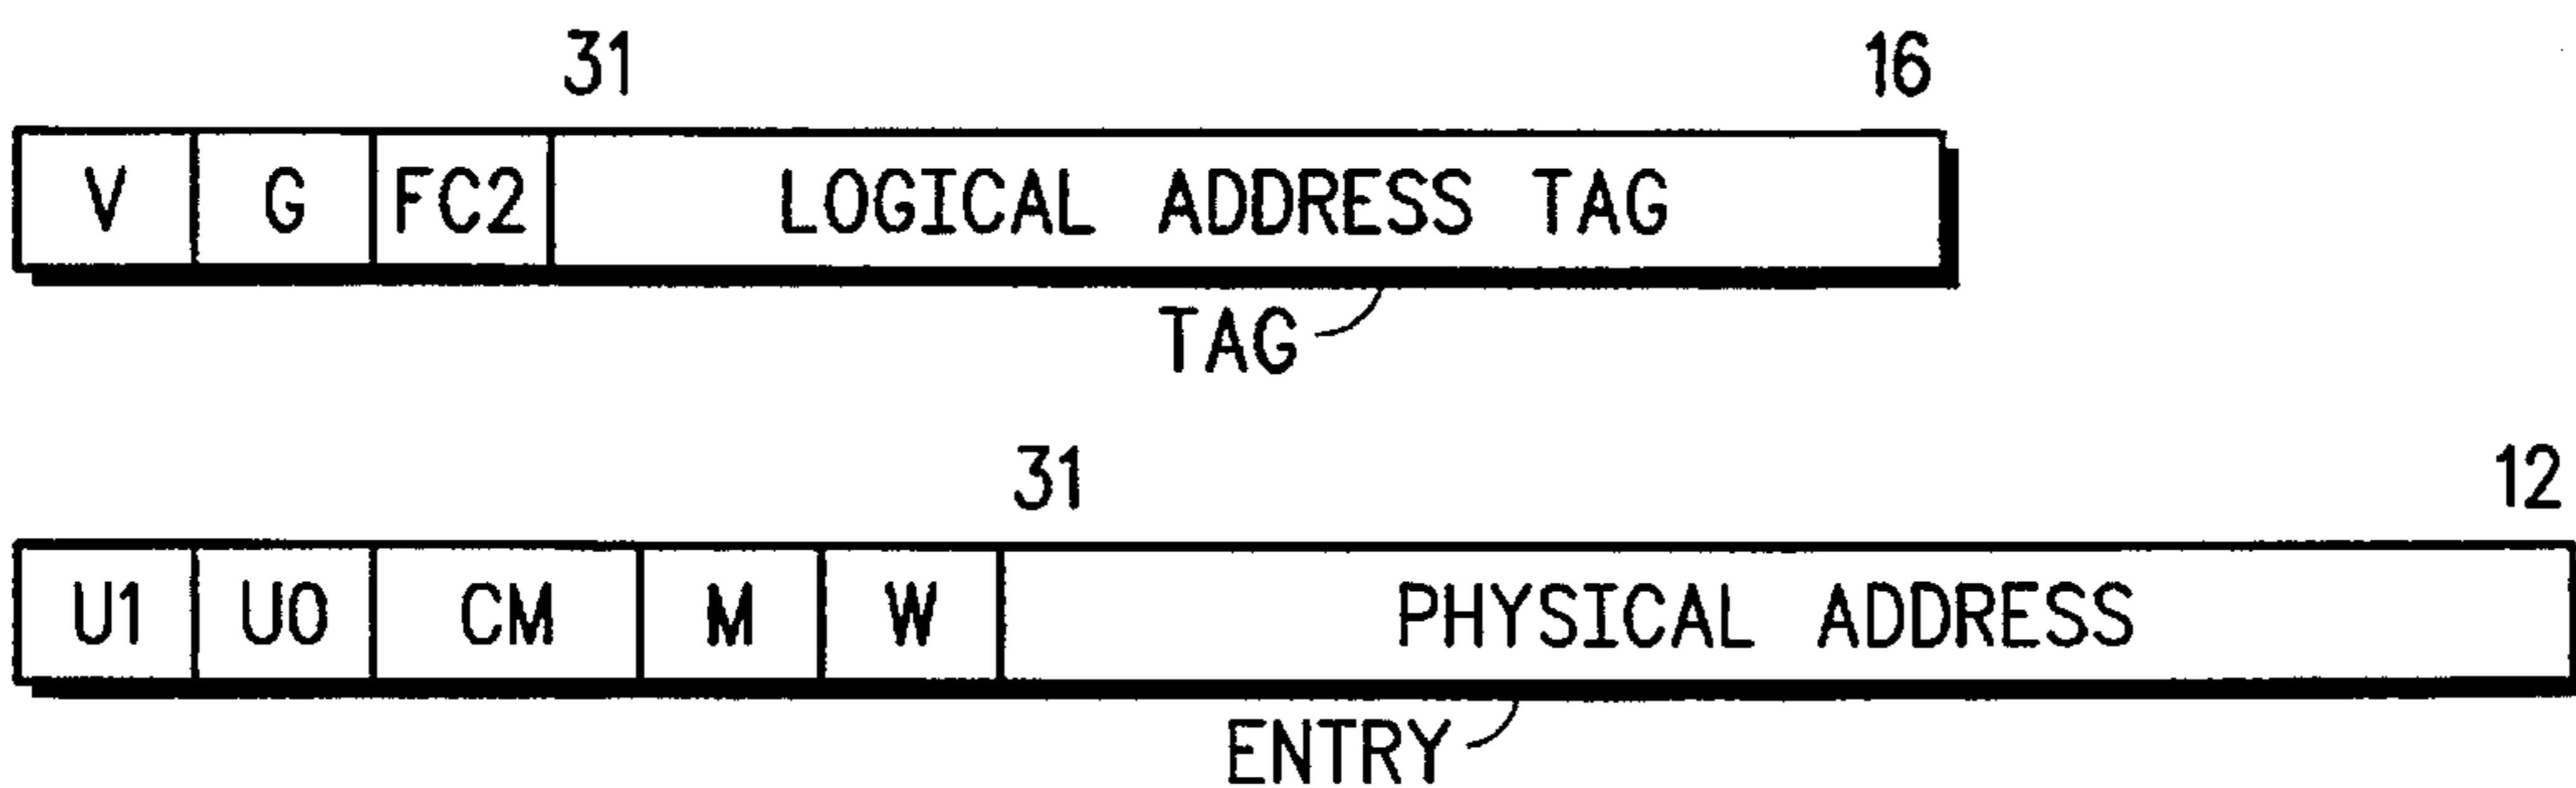 31 16
V G FC2 LOGICAL ADDRESS TAG
TAG
31 12
U1 U0 CM M W PHYSICAL ADDRESS
ENTRY